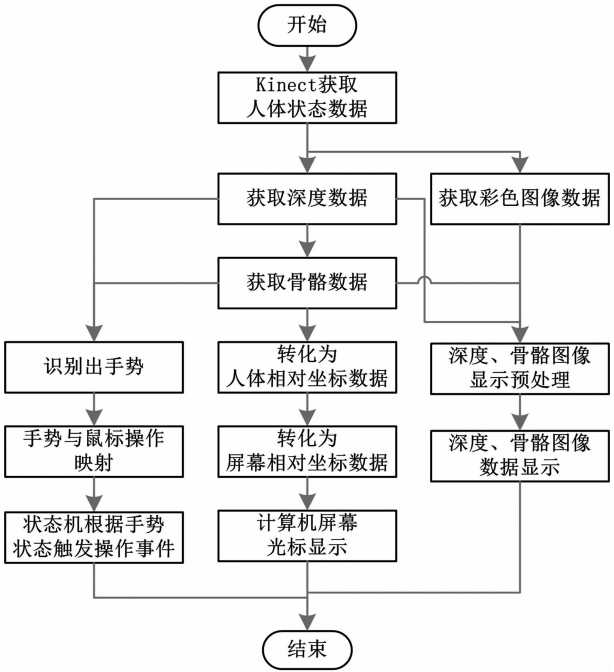 开始
Kinect获取
人体状态数据
获取深度数据
获取彩色图像数据
获取骨骼数据
识别出手势
转化为
人体相对坐标数据
深度、骨骼图像
显示预处理
手势与鼠标操作
映射
转化为
屏幕相对坐标数据
深度、骨骼图像
数据显示
状态机根据手势
状态触发操作事件
计算机屏幕
光标显示
结束